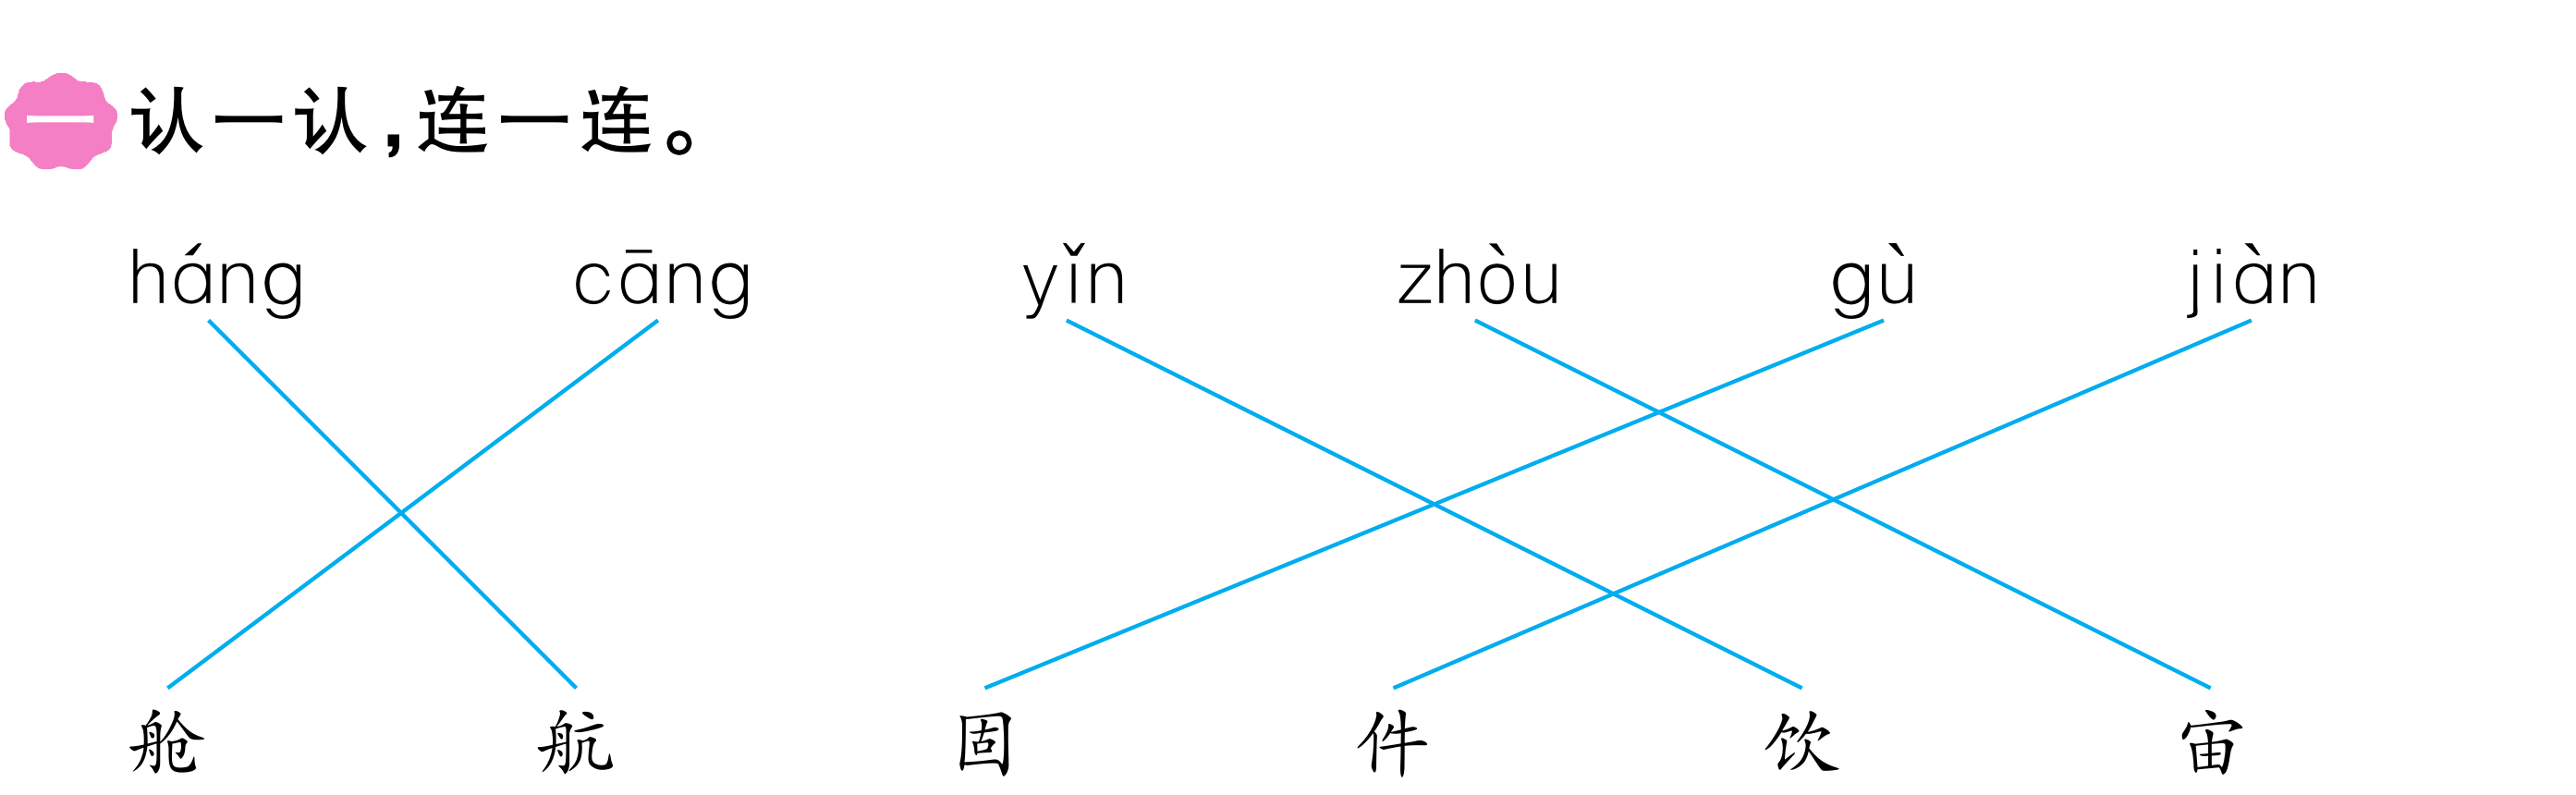 一 认一认,连一连。
háng cāng yǐn zhòu gù jiàn
舱 航 固 件 饮 宙